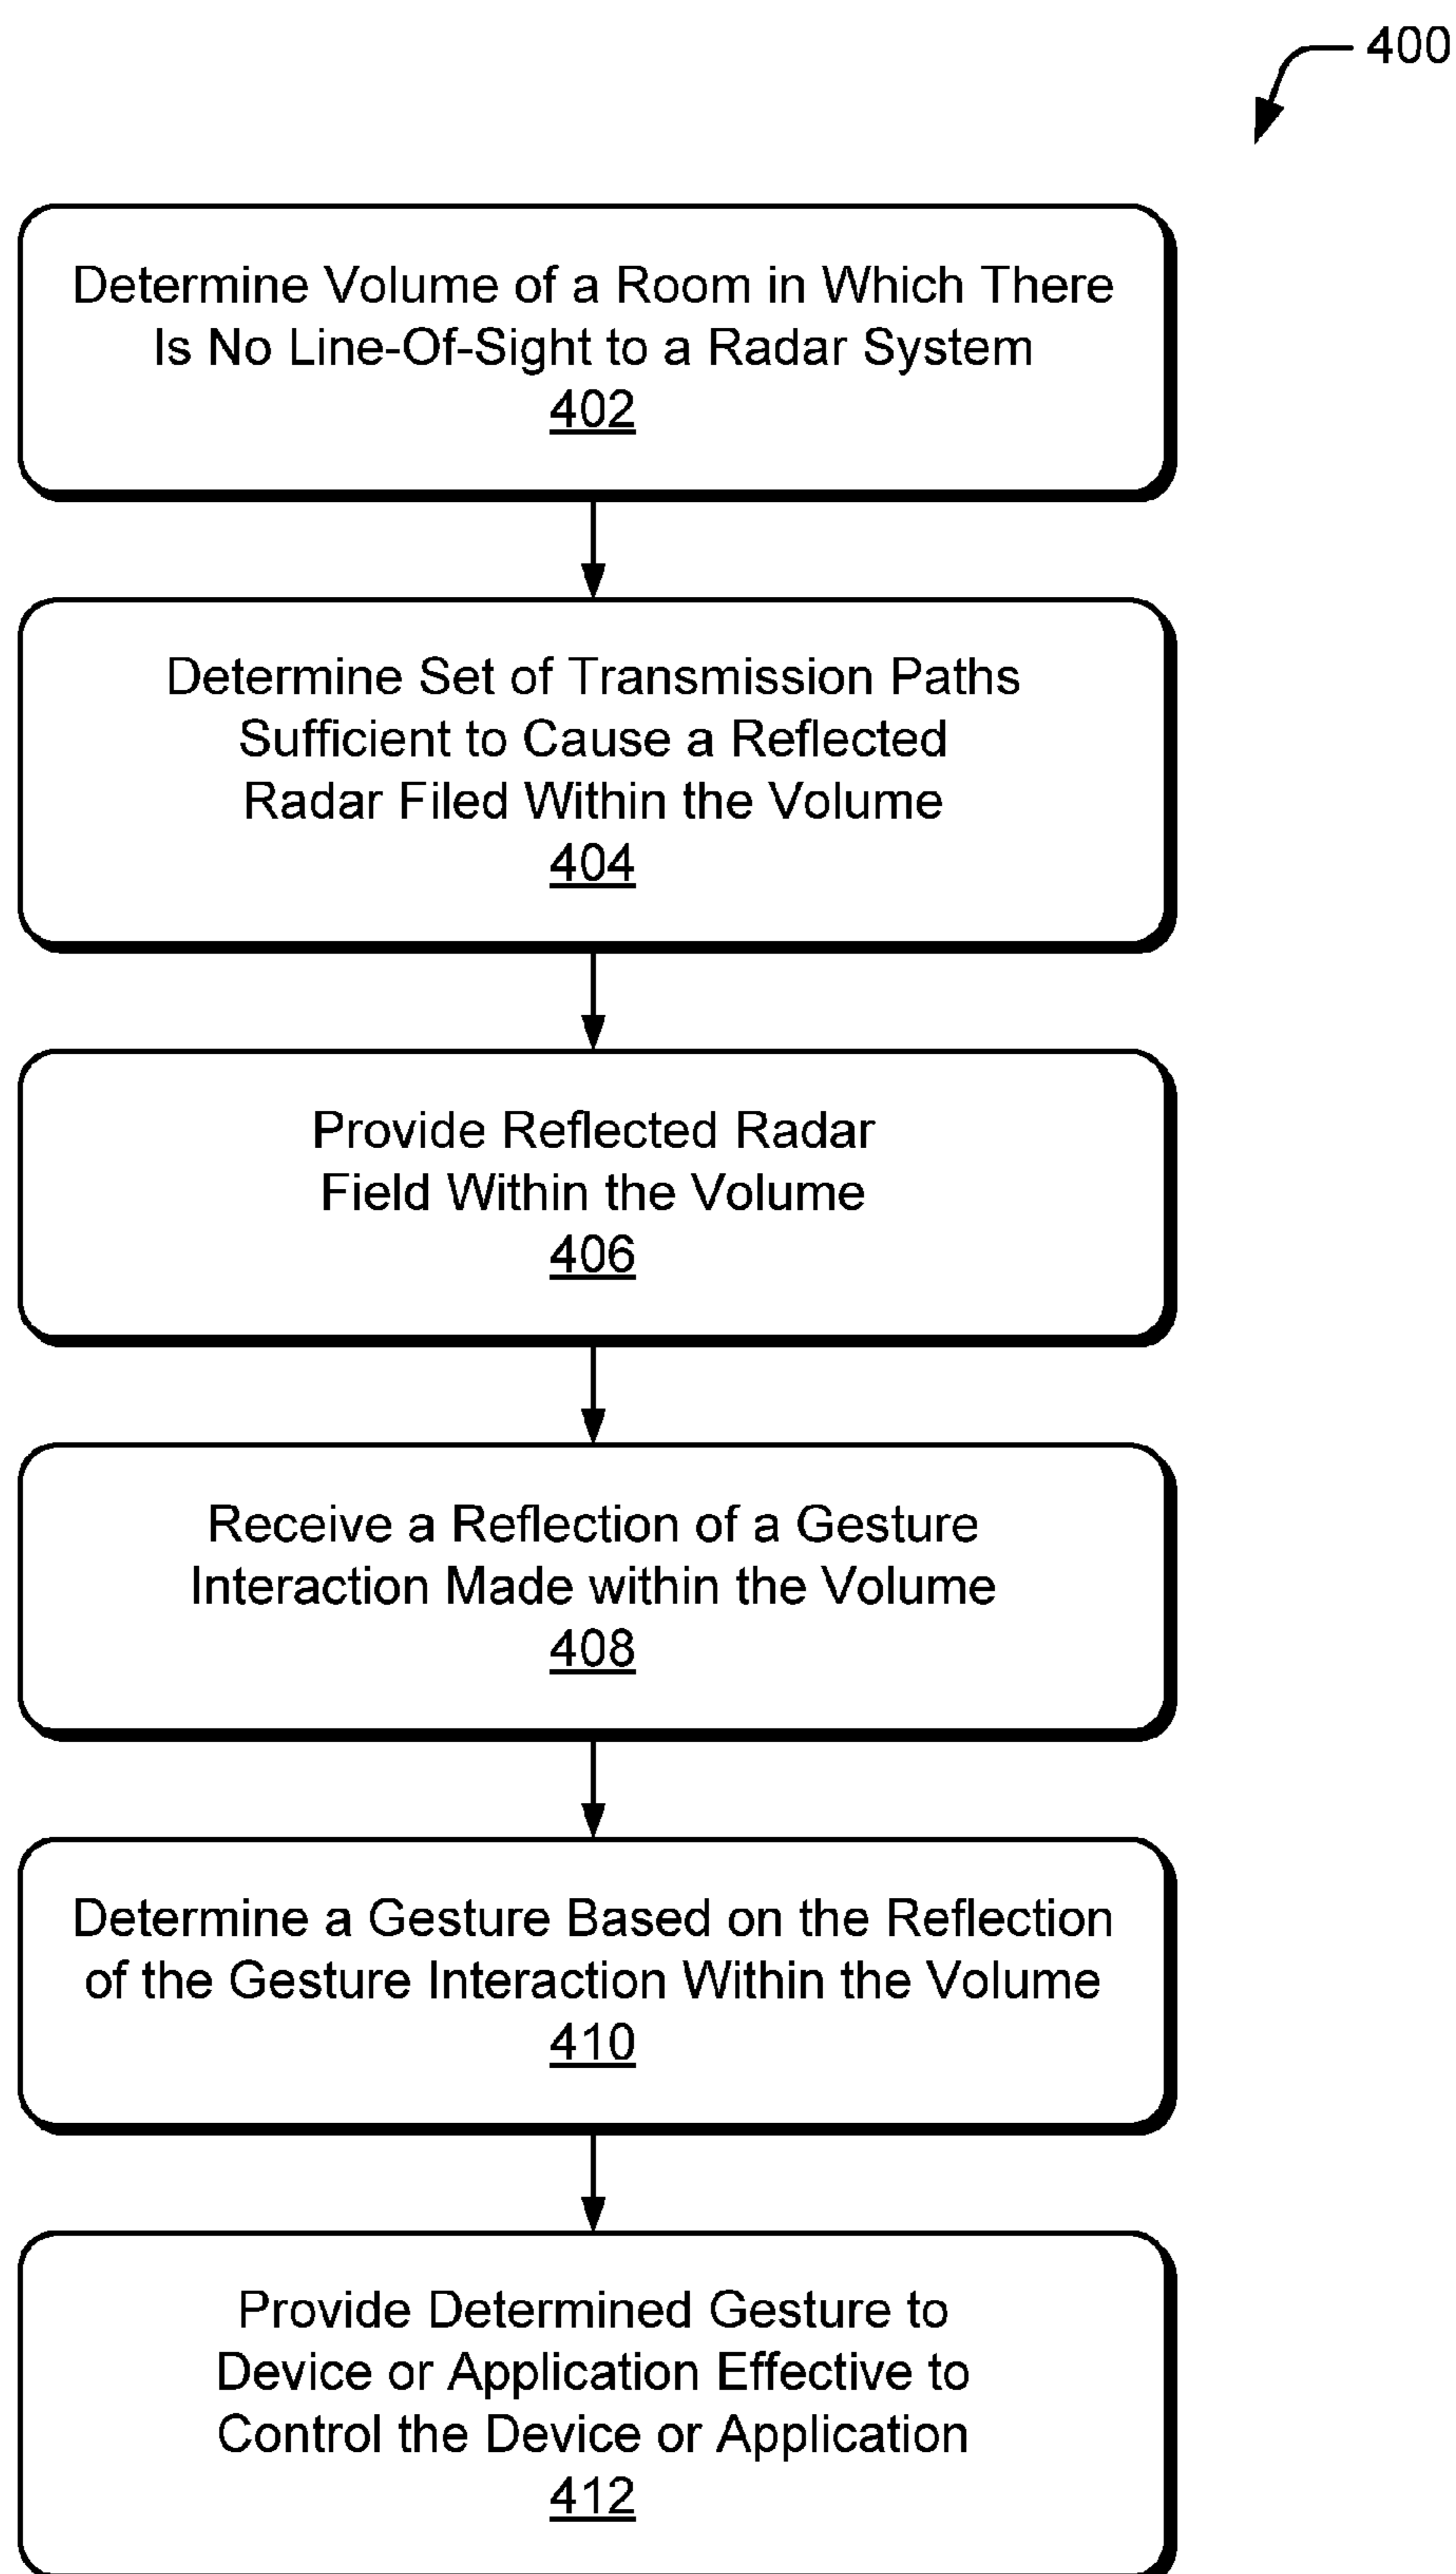 400
Determine Volume of a Room in Which There
Is No Line-Of-Sight to a Radar System
402
Determine Set of Transmission Paths
Sufficient to Cause a Reflected
Radar Filed Within the Volume
404
Provide Reflected Radar
Field Within the Volume
406
Receive a Reflection of a Gesture
Interaction Made within the Volume
408
Determine a Gesture Based on the Reflection
of the Gesture Interaction Within the Volume
410
Provide Determined Gesture to
Device or Application Effective to
Control the Device or Application
412